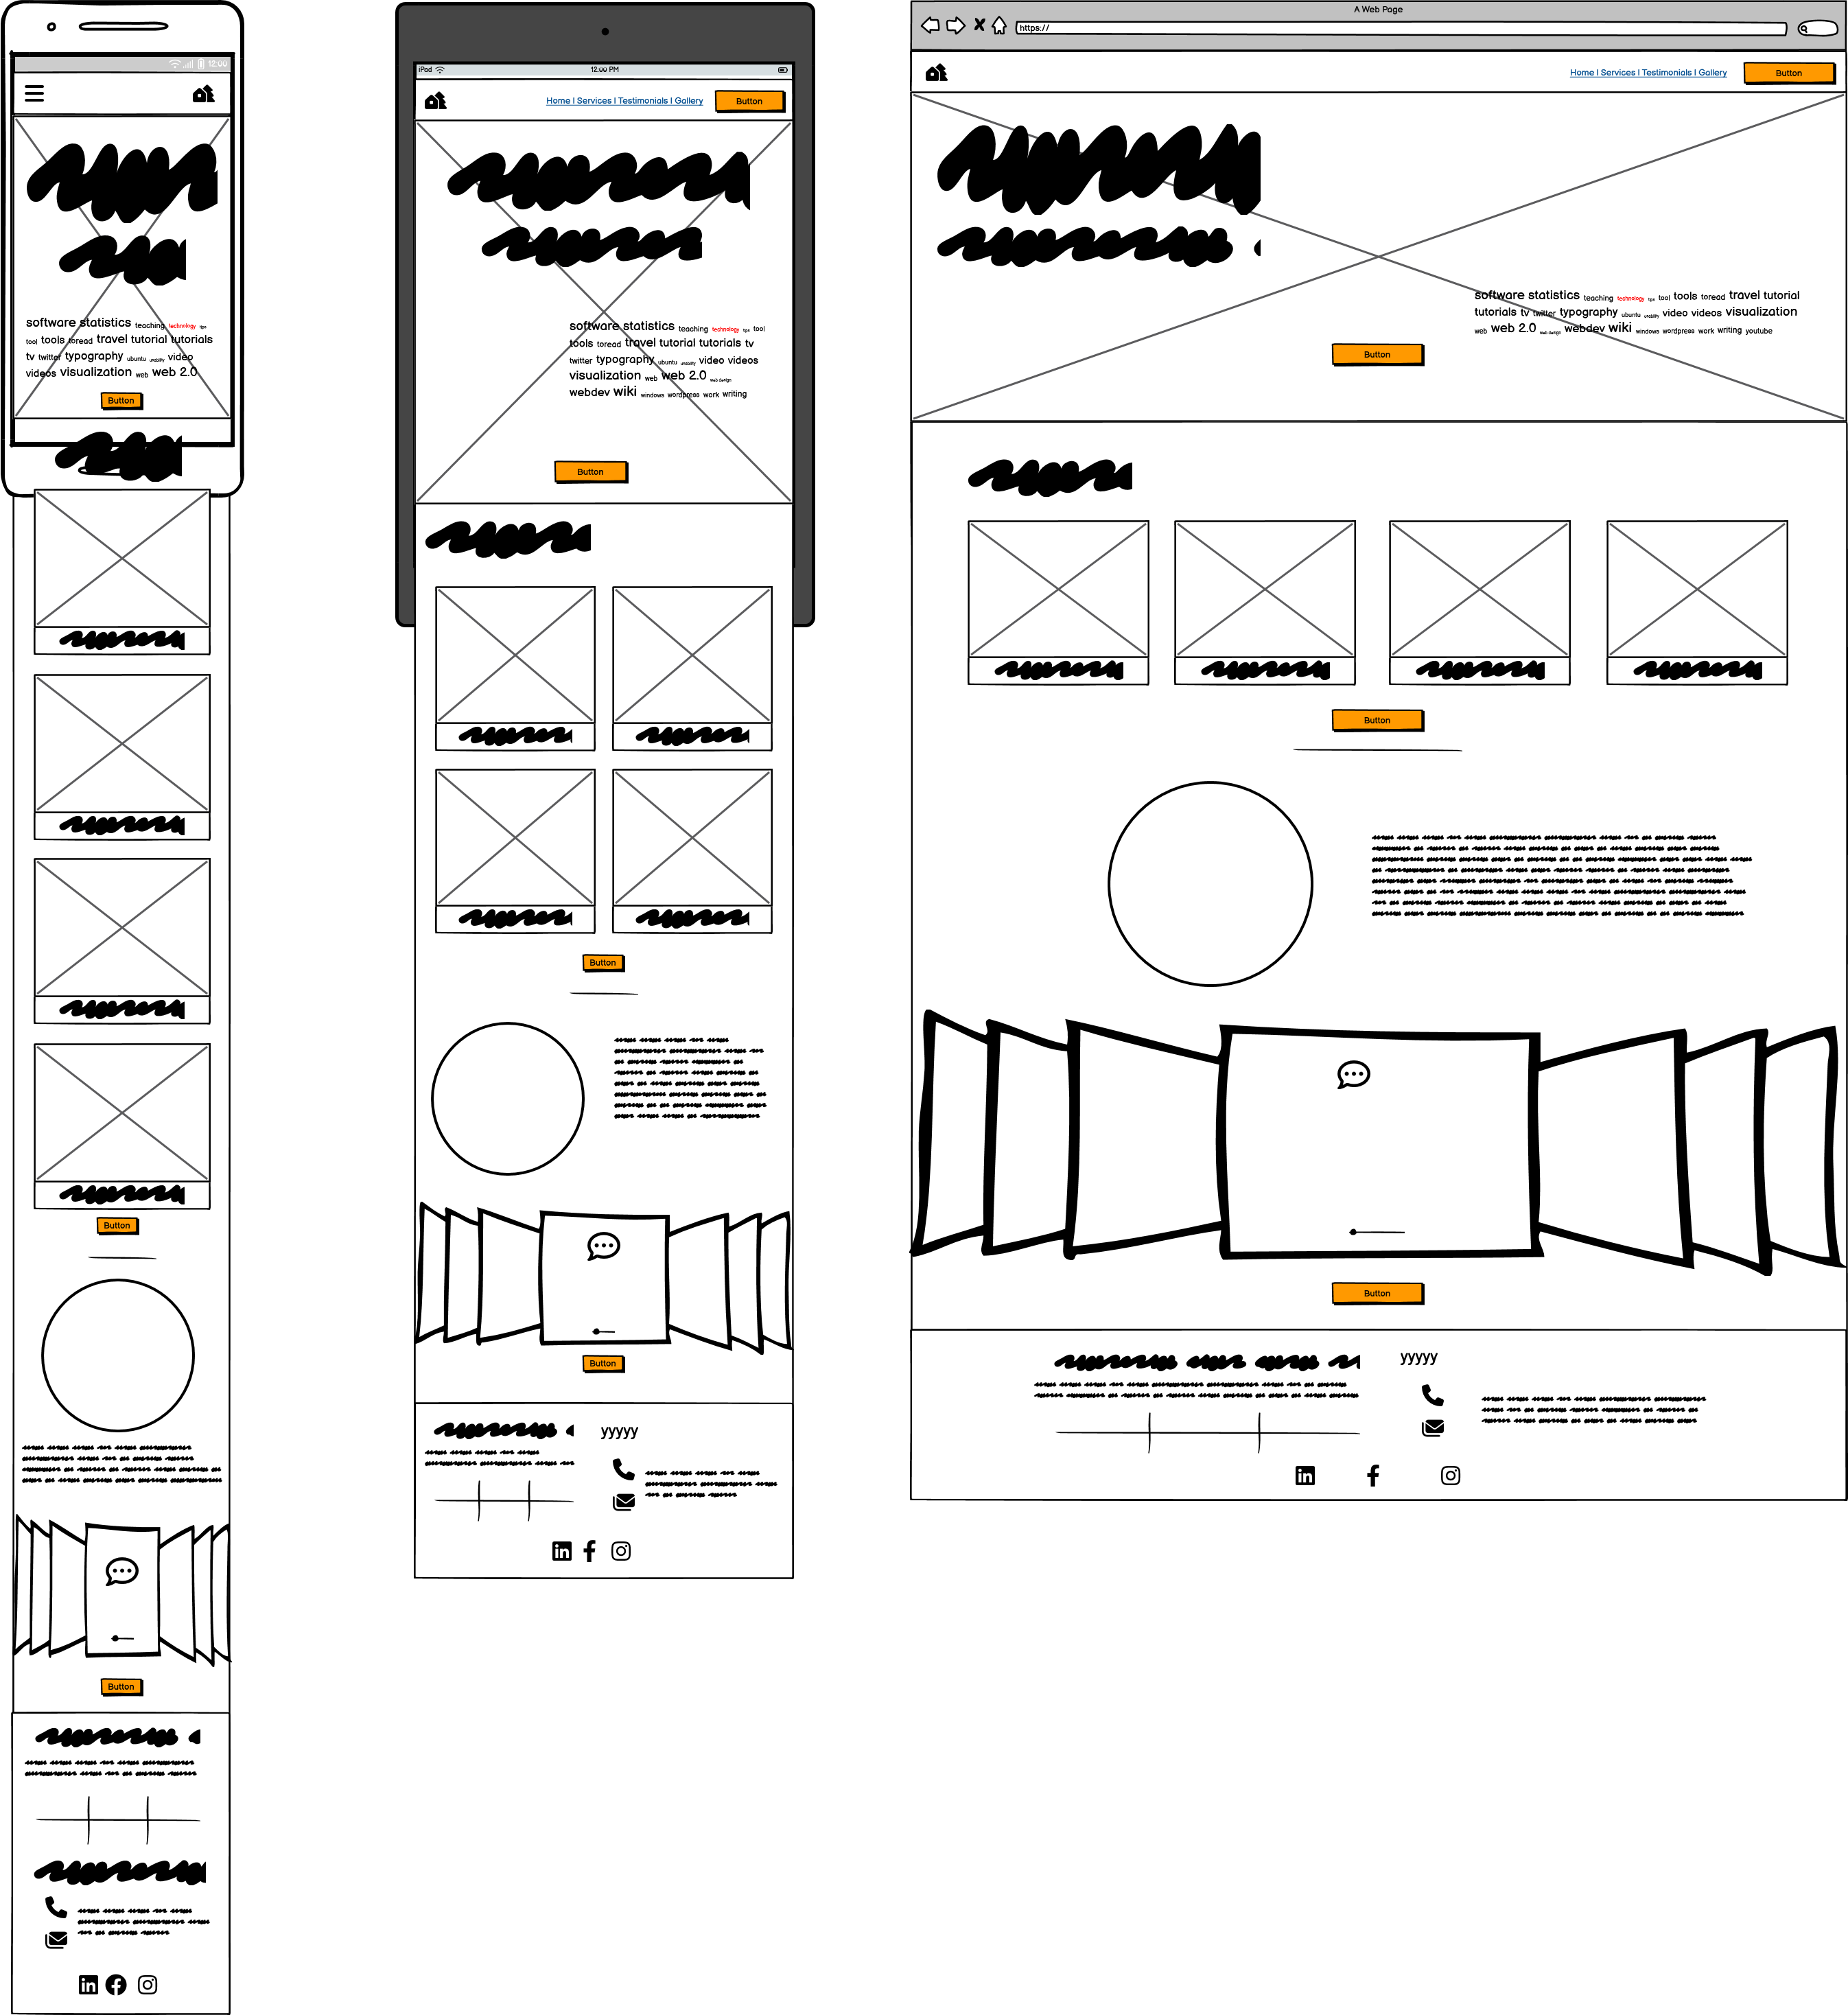 12:00
software statistics teaching technology tips
tool tools toread travel tutorial tutorials
tv twitter typography ubuntu usability video
videos visualization web web 2.0
Button
Button
Button
iPad
12:00 PM
Home | Services | Testimonials | Gallery
Button
software statistics teaching technology tips tool
tools toread travel tutorial tutorials tv
twitter typography ubuntu usability video videos
visualization web web 2.0 Web design
webdev wiki windows wordpress work writing
Button
Button
Button
yyyyy
A Web Page
https://
Home | Services | Testimonials | Gallery
Button
software statistics teaching technology tips tool tools toread travel tutorial
tutorials tv twitter typography ubuntu usability video videos visualization
web web 2.0 Web design webdev wiki windows wordpress work writing youtube
Button
Button
Button
yyyyy